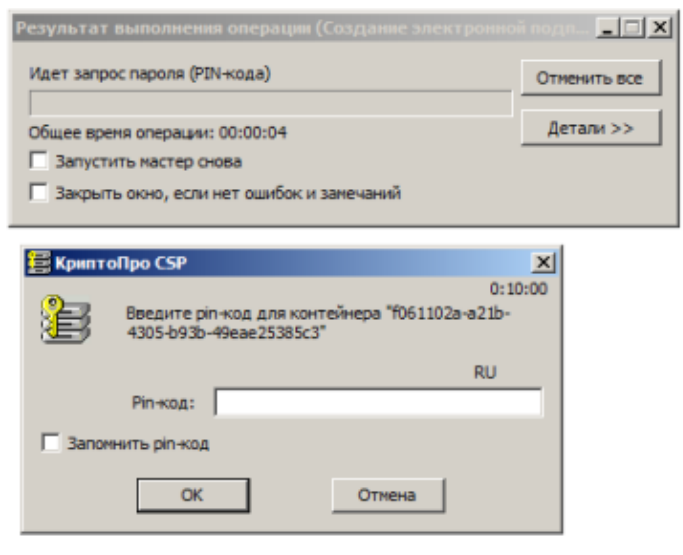 Результат выполнения операции (Создание электронной подп...
Идет запрос пароля (PIN-кода)
Отменить все
Общее время операции: 00:00:04
Детали >>
Запустить мастер снова
Закрыть окно, если нет ошибок и замечаний
КриптоПро CSP
0:10:00
Введите pin-код для контейнера "f061102a-a21b-
4305-b93b-49eae25385c3"
RU
Pin-код:
Запомнить pin-код
OK
Отмена